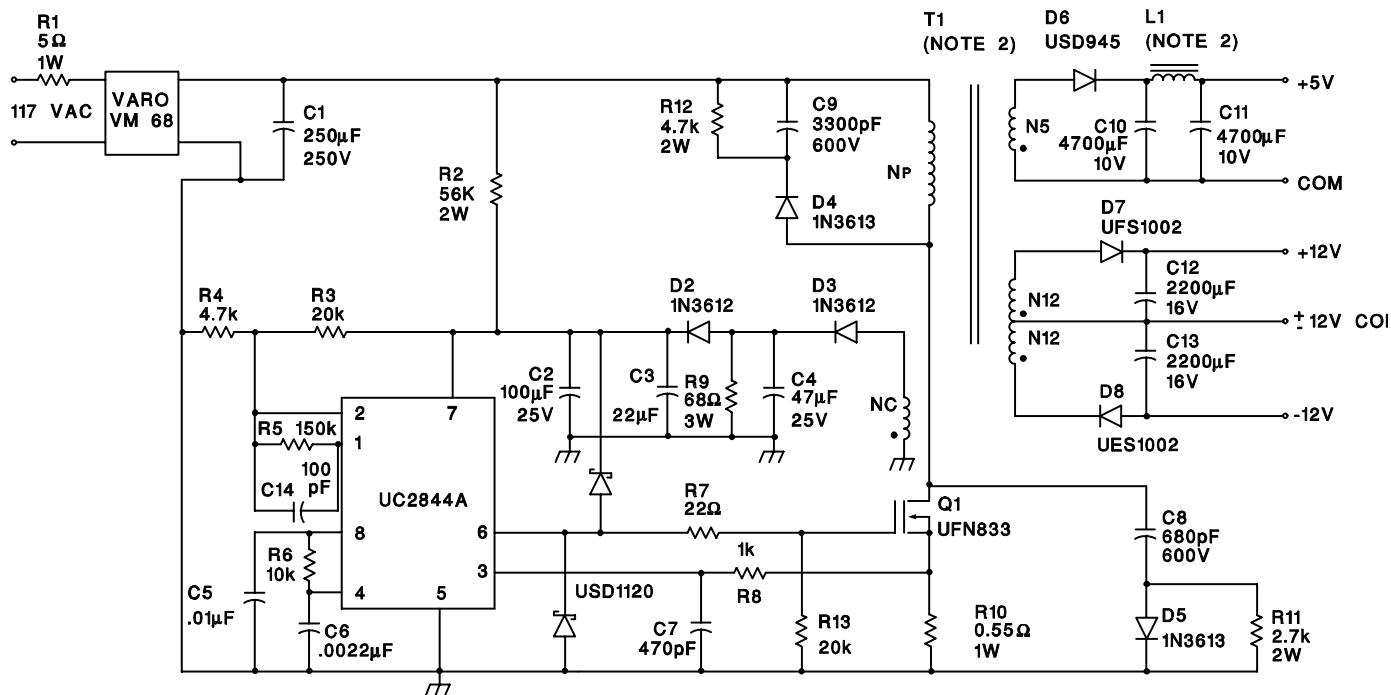 R1
5Ω
1W
117 VAC
VARO
VM 68
C1
250µF
250V
R2
56K
2W
R12
4.7k
2W
C9
3300pF
600V
D4
1N3613
NP
T1
(NOTE 2)
D6
USD945
L1
(NOTE 2)
+5V
N5
C10
4700µF
10V
C11
4700µF
10V
COM
D7
UFS1002
+12V
N12
N12
C12
2200µF
16V
± 12V CO
C13
2200µF
16V
D8
UES1002
-12V
R4
4.7k
R3
20k
D2
1N3612
D3
1N3612
C2
100µF
25V
C3
22µF
R9
68Ω
3W
C4
47µF
25V
NC
2
7
R5 150k
1
100
pF
C14
UC2844A
8
6
R6
10k
3
4
5
C5
.01µF
C6
.0022µF
USD1120
R7
22Ω
Q1
UFN833
1k
R8
C7
470pF
R13
20k
R10
0.55Ω
1W
C8
680pF
600V
D5
1N3613
R11
2.7k
2W